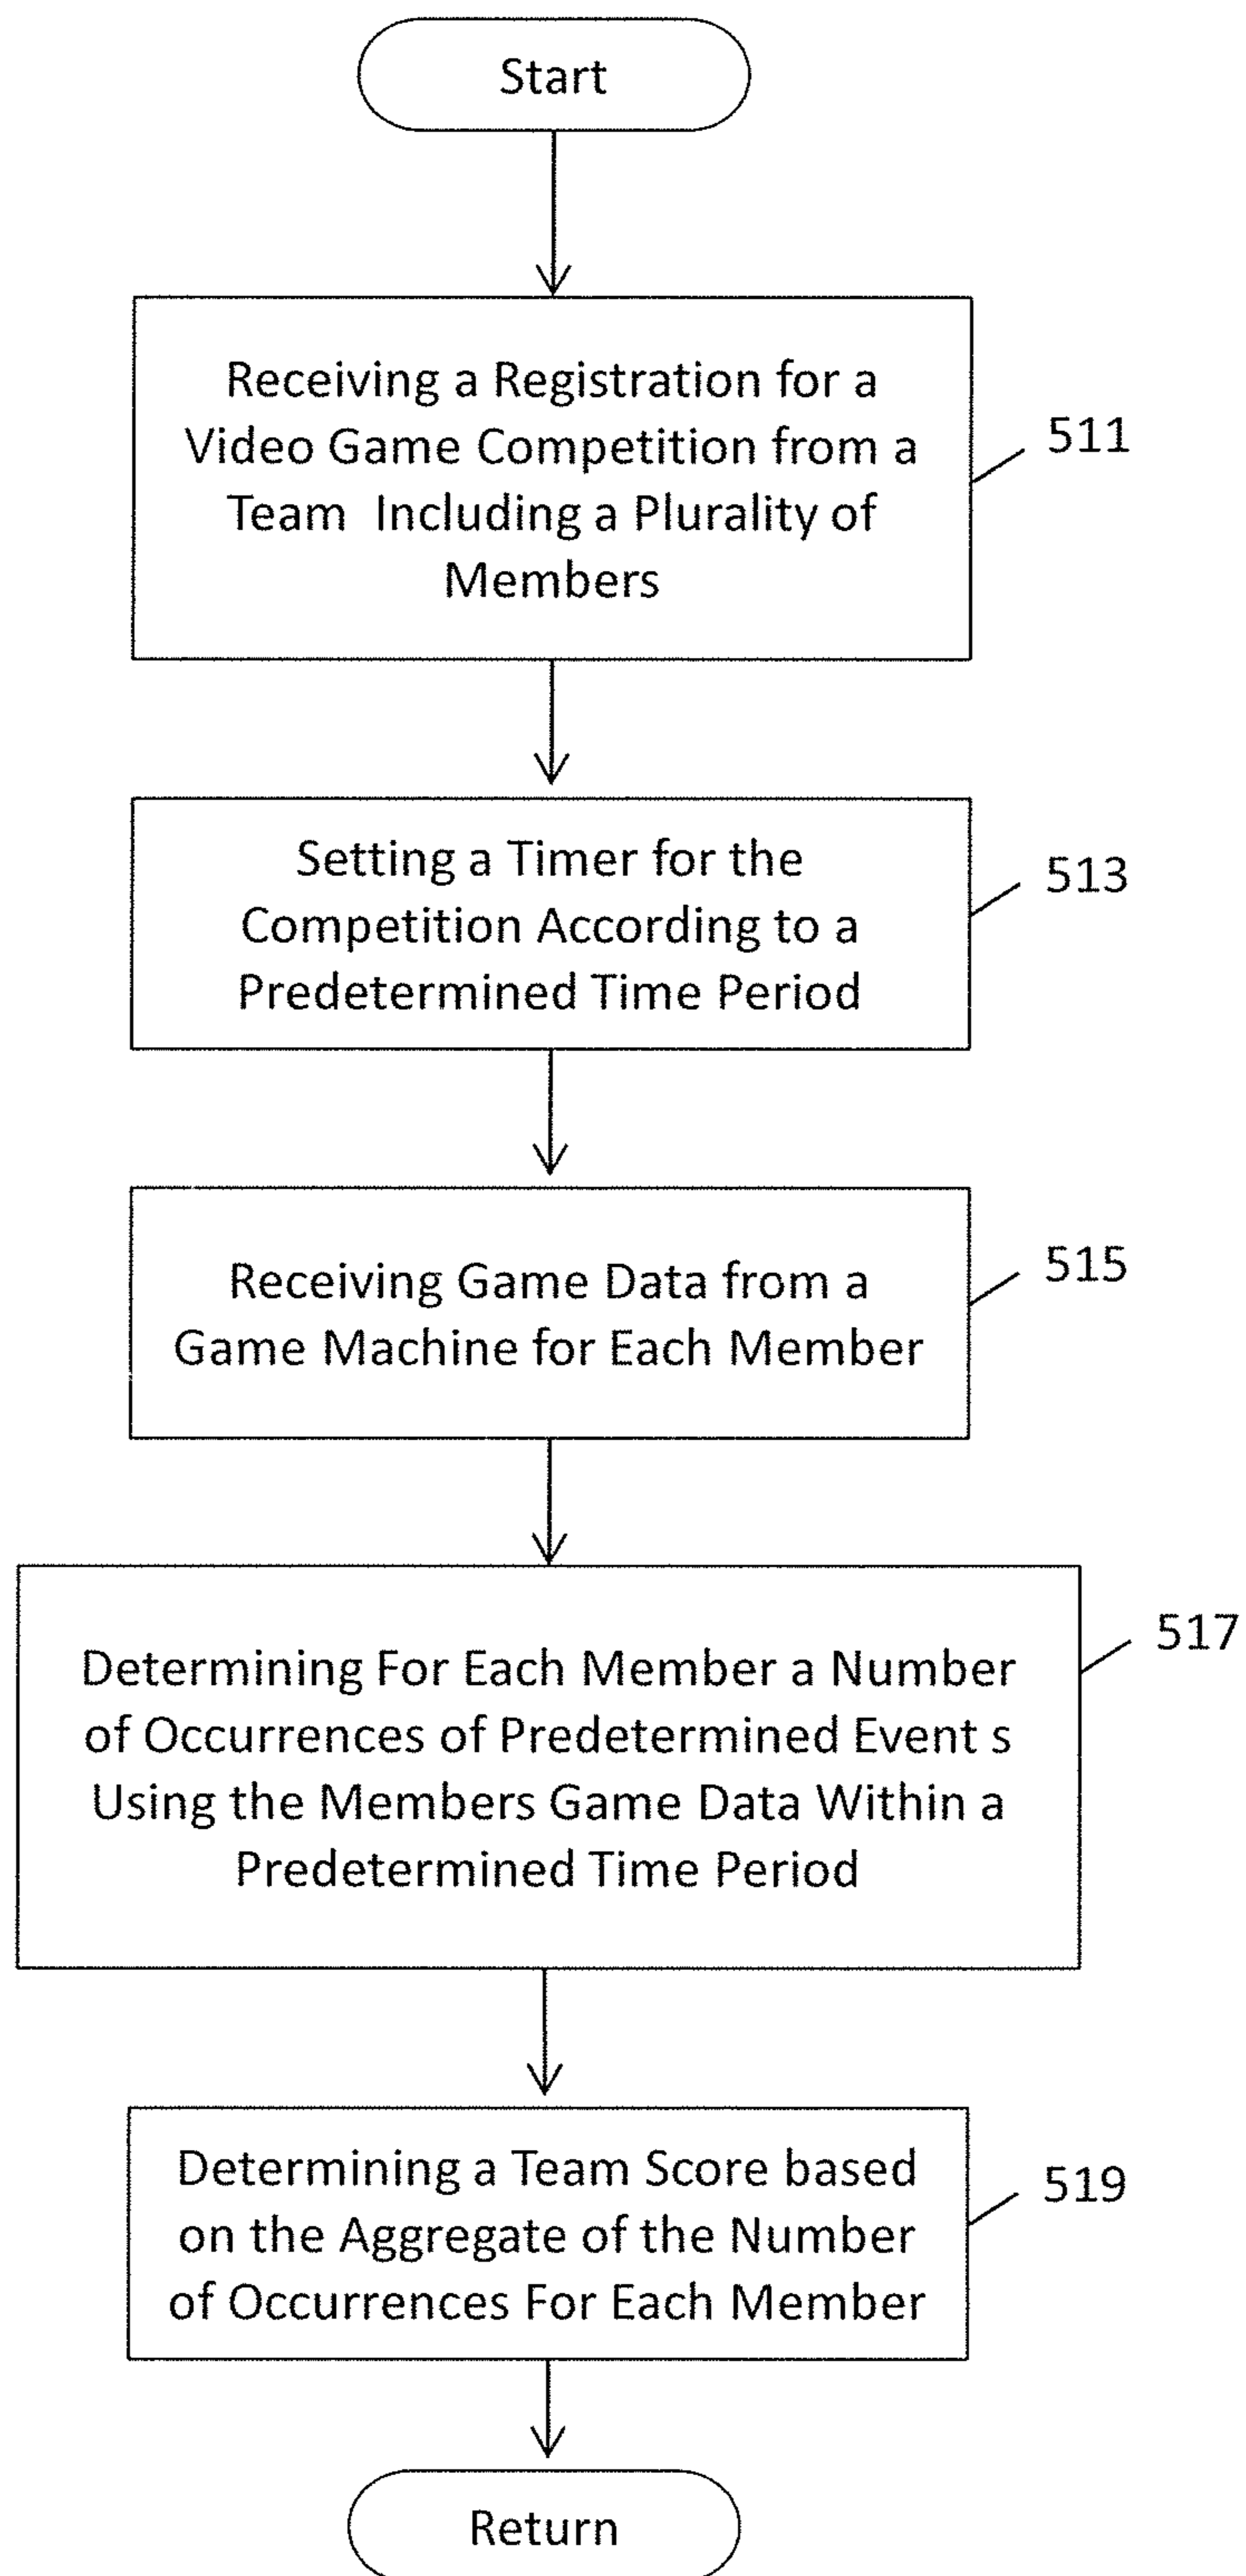 Start
Receiving a Registration for a
Video Game Competition from a
Team  Including a Plurality of
Members
511
Setting a Timer for the
Competition According to a
Predetermined Time Period
513
Receiving Game Data from a
Game Machine for Each Member
515
Determining For Each Member a Number
of Occurrences of Predetermined Event s
Using the Members Game Data Within a
Predetermined Time Period
517
Determining a Team Score based
on the Aggregate of the Number
of Occurrences For Each Member
519
Return